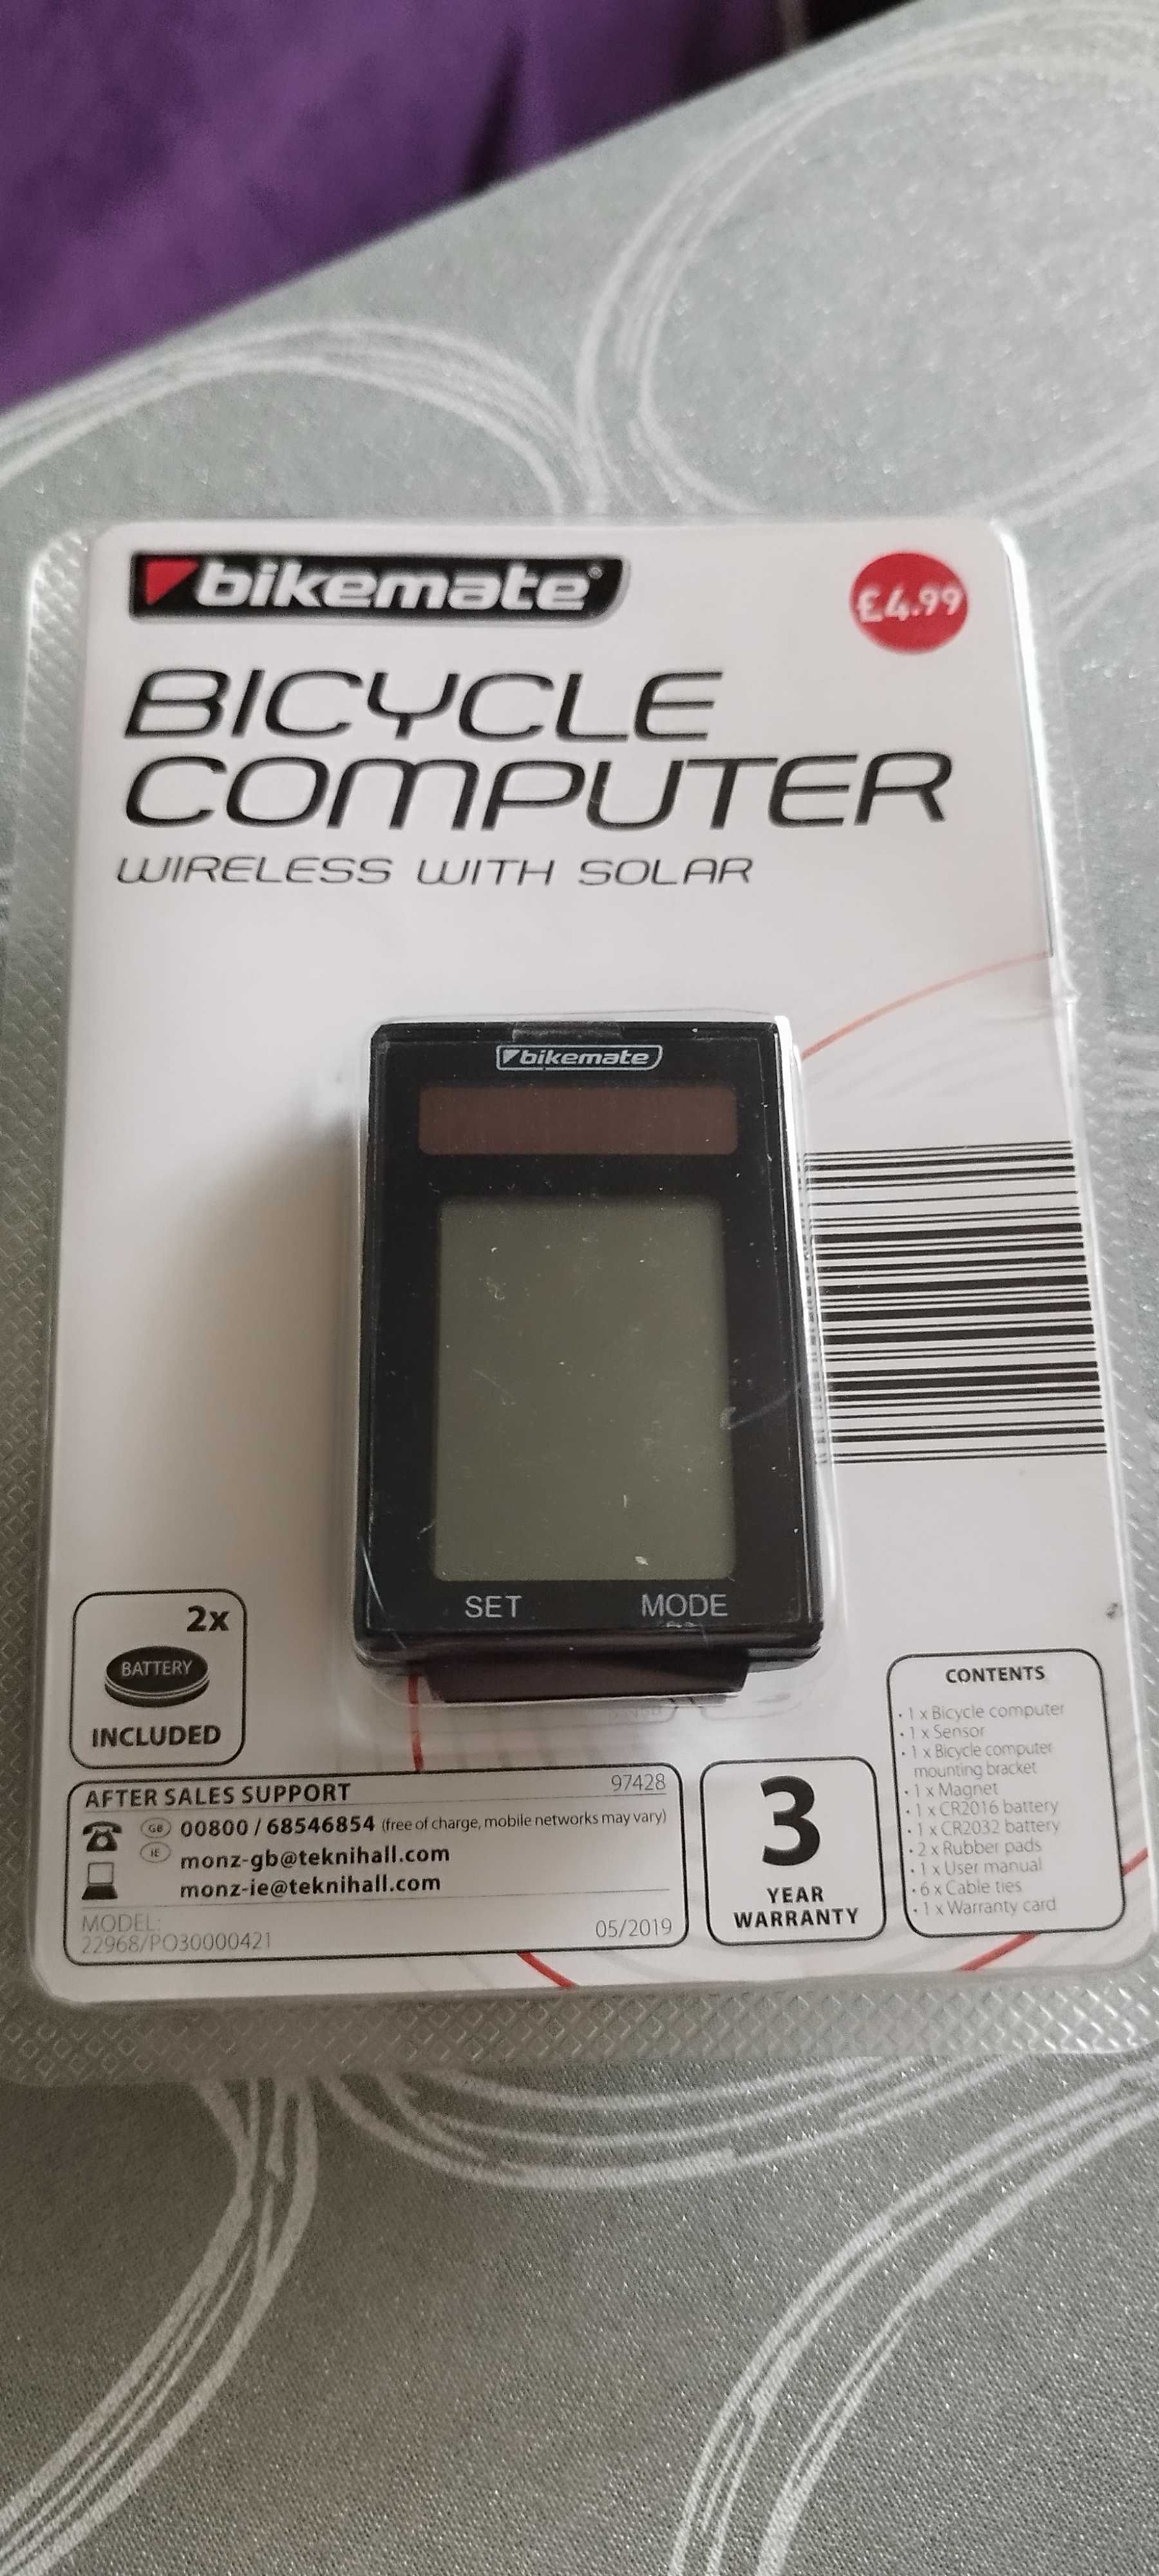 bikemate®
£4.99
BICYCLE
COMPUTER
WIRELESS WITH SOLAR
bikemate
SET MODE
2x
BATTERY
INCLUDED
AFTER SALES SUPPORT 97428
GB 00800 / 68546854 (free of charge, mobile networks may vary)
IE monz-gb@teknihall.com
monz-ie@teknihall.com
MODEL:
22968/PO30000421 05/2019
3
YEAR
WARRANTY
CONTENTS
· 1 x Bicycle computer
· 1 x Sensor
· 1 x Bicycle computer
mounting bracket
· 1 x Magnet
· 1 x CR2016 battery
· 1 x CR2032 battery
· 2 x Rubber pads
· 1 x User manual
· 6 x Cable ties
· 1 x Warranty card